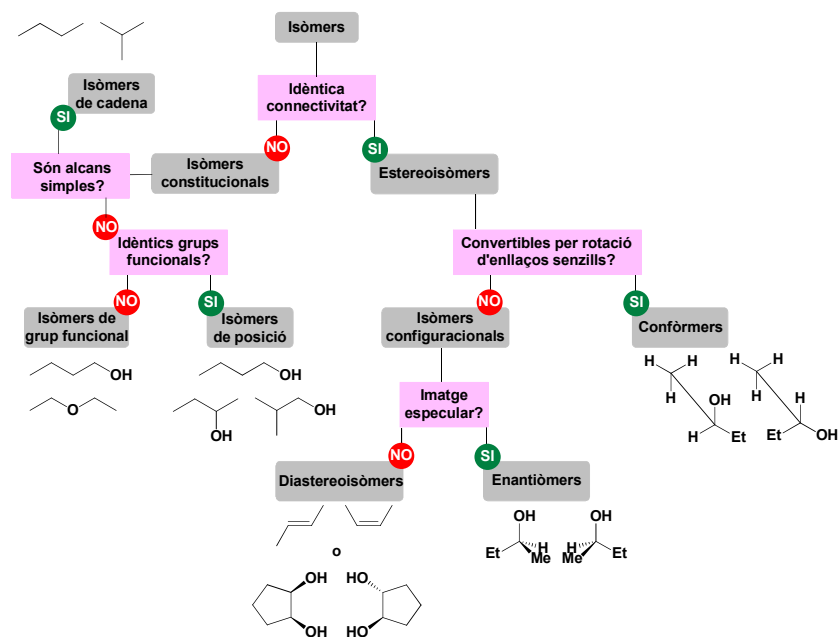 Isòmers
Idèntica
connectivitat?
Isòmers
de cadena
SI
NO
SI
Són alcans
simples?
Isòmers
constitucionals
Estereoisòmers
NO
Idèntics grups
funcionals?
Convertibles per rotació
d'enllaços senzills?
NO
SI
NO
SI
Isòmers de
grup funcional
Isòmers
de posició
Isòmers
configuracionals
Confòrmers
OH
O
OH
OH
OH
H
H
H
OH
H
Et
H
H
H
H
Et
OH
Imatge
especular?
NO
SI
Diastereoisòmers
Enantiòmers
o
OH
OH
HO
HO
OH
Et
H
Me
OH
H
Me
Et